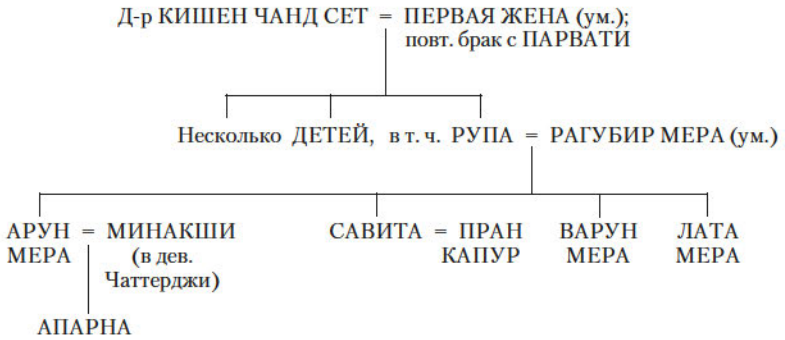 Д-р КИШЕН ЧАНД СЕТ = ПЕРВАЯ ЖЕНА (ум.);
повт. брак с ПАРВАТИ
Несколько ДЕТЕЙ, в т. ч. РУПА = РАГУБИР МЕРА (ум.)
АРУН = МИНАКШИ САВИТА = ПРАН ВАРУН ЛАТА
МЕРА (в дев. КАПУР МЕРА МЕРА
Чаттерджи)
АПАРНА